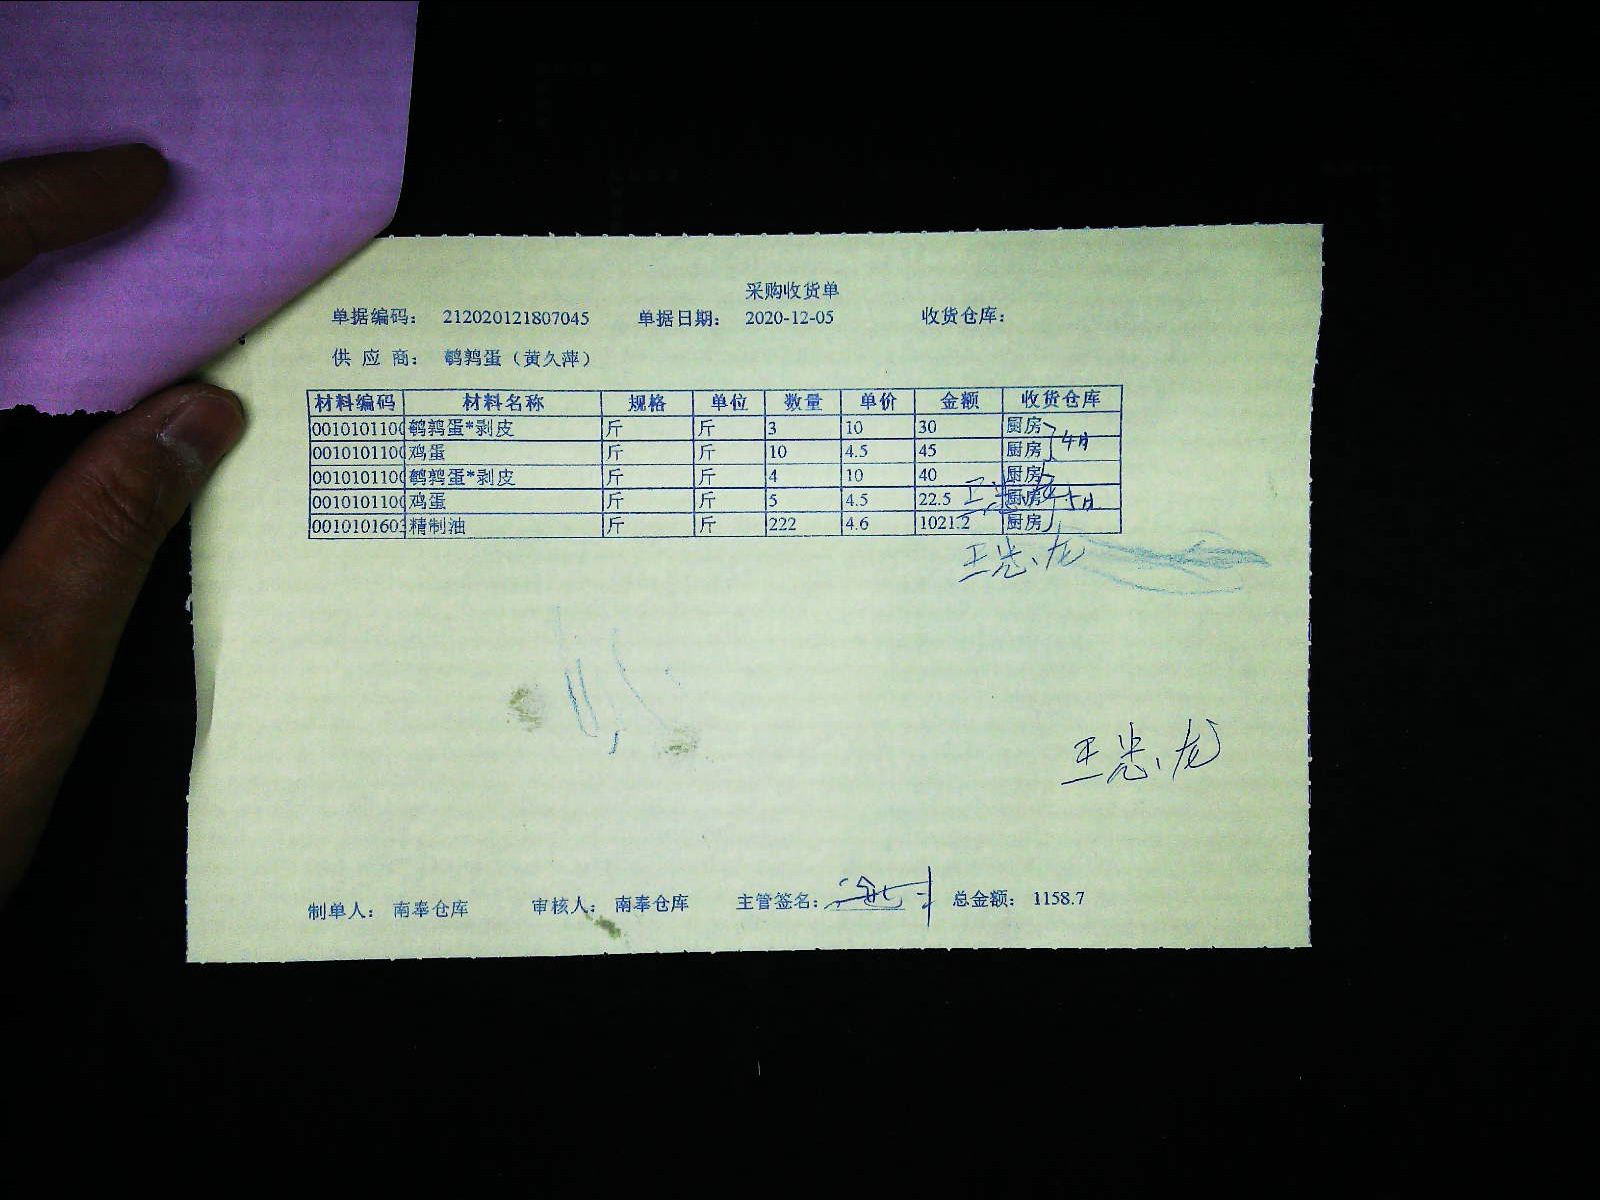 采购收货单
单据编码： 212020121807045 单据日期： 2020-12-05 收货仓库：
供 应 商： 鹌鹑蛋（黄久萍）
材料编码 材料名称 规格 单位 数量 单价 金额 收货仓库
0010101100 鹌鹑蛋*剥皮 斤 斤 3 10 30 厨房
0010101100 鸡蛋 斤 斤 10 4.5 45 厨房 4日
0010101100 鹌鹑蛋*剥皮 斤 斤 4 10 40 厨房
0010101100 鸡蛋 斤 斤 5 4.5 22.5 厨房 5日
0010101603 精制油 斤 斤 222 4.6 1021.2 厨房
王忠龙
王忠龙
制单人： 南奉仓库 审核人： 南奉仓库 主管签名： 总金额： 1158.7